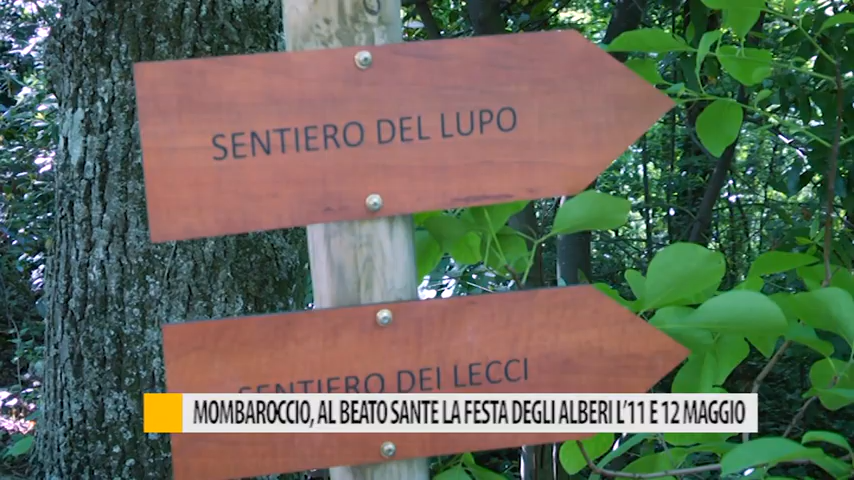 SENTIERO DEL LUPO
SENTIERO DEI LECCI
MOMBAROCCIO, AL BEATO SANTE LA FESTA DEGLI ALBERI L'11 E 12 MAGGIO